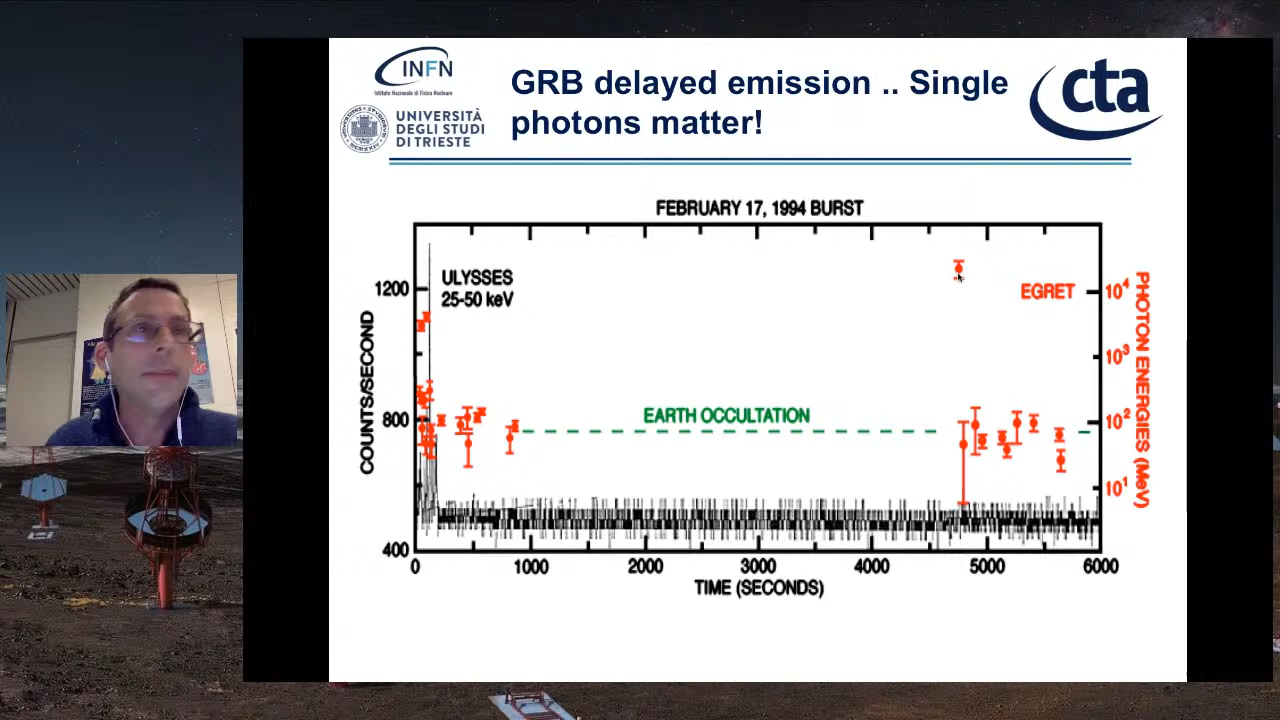 INFN
Istituto Nazionale di Fisica Nucleare
UNIVERSITÀ
DEGLI STUDI
DI TRIESTE
GRB delayed emission .. Single
photons matter!
cta
FEBRUARY 17, 1994 BURST
ULYSSES
25-50 keV
EGRET
EARTH OCCULTATION
COUNTS/SECOND
1200
800
400
PHOTON ENERGIES (MeV)
10⁴
10³
10²
10¹
0
1000
2000
3000
4000
5000
6000
TIME (SECONDS)